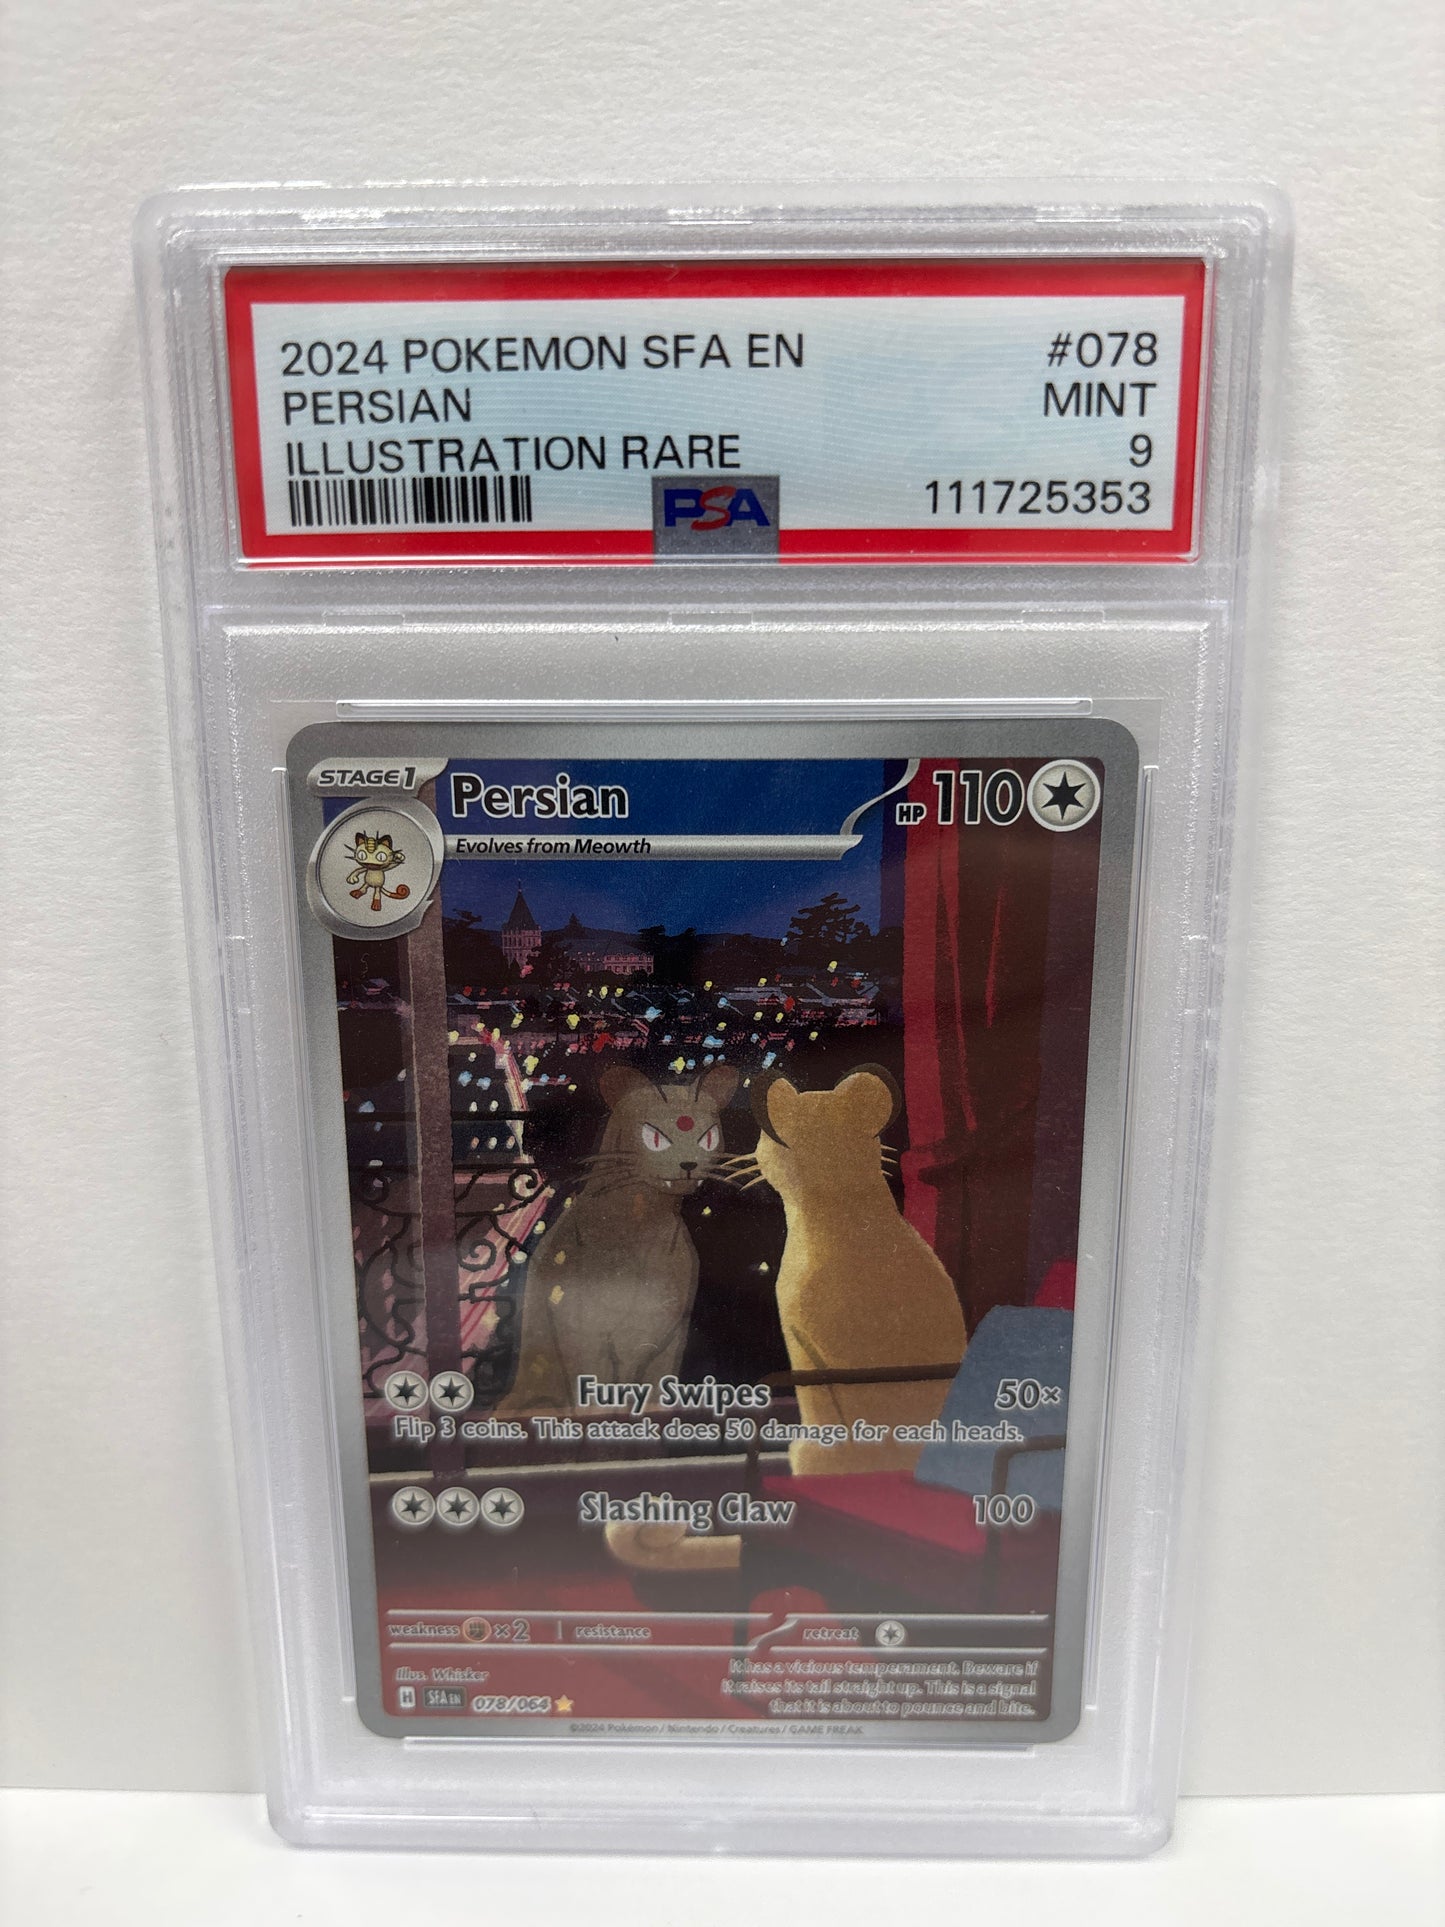 2024 POKEMON SFA EN #078
PERSIAN MINT
ILLUSTRATION RARE 9
PSA 111725353
STAGE 1 Persian HP 110
Evolves from Meowth
Fury Swipes 50×
Flip 3 coins. This attack does 50 damage for each heads.
Slashing Claw 100
weakness ×2 resistance retreat
Illus. Whisker
It has a vicious temperament. Beware if
it raises its tail straight up. This is a signal
that it is about to pounce and bite.
H SFA EN 078/064
©2024 Pokémon / Nintendo / Creatures / GAME FREAK